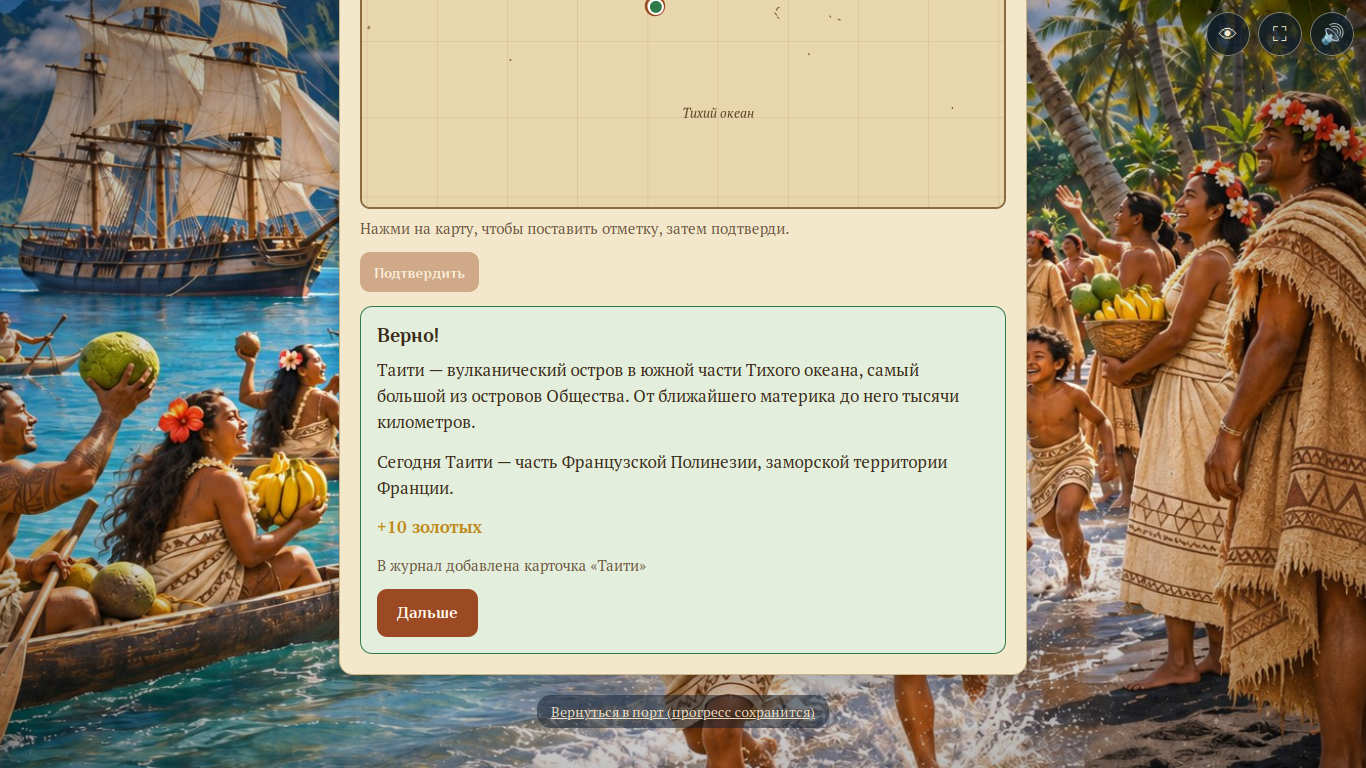 Тихий океан
Нажми на карту, чтобы поставить отметку, затем подтверди.
Подтвердить
Верно!
Таити — вулканический остров в южной части Тихого океана, самый
большой из островов Общества. От ближайшего материка до него тысячи
километров.
Сегодня Таити — часть Французской Полинезии, заморской территории
Франции.
+10 золотых
В журнал добавлена карточка «Таити»
Дальше
Вернуться в порт (прогресс сохранится)